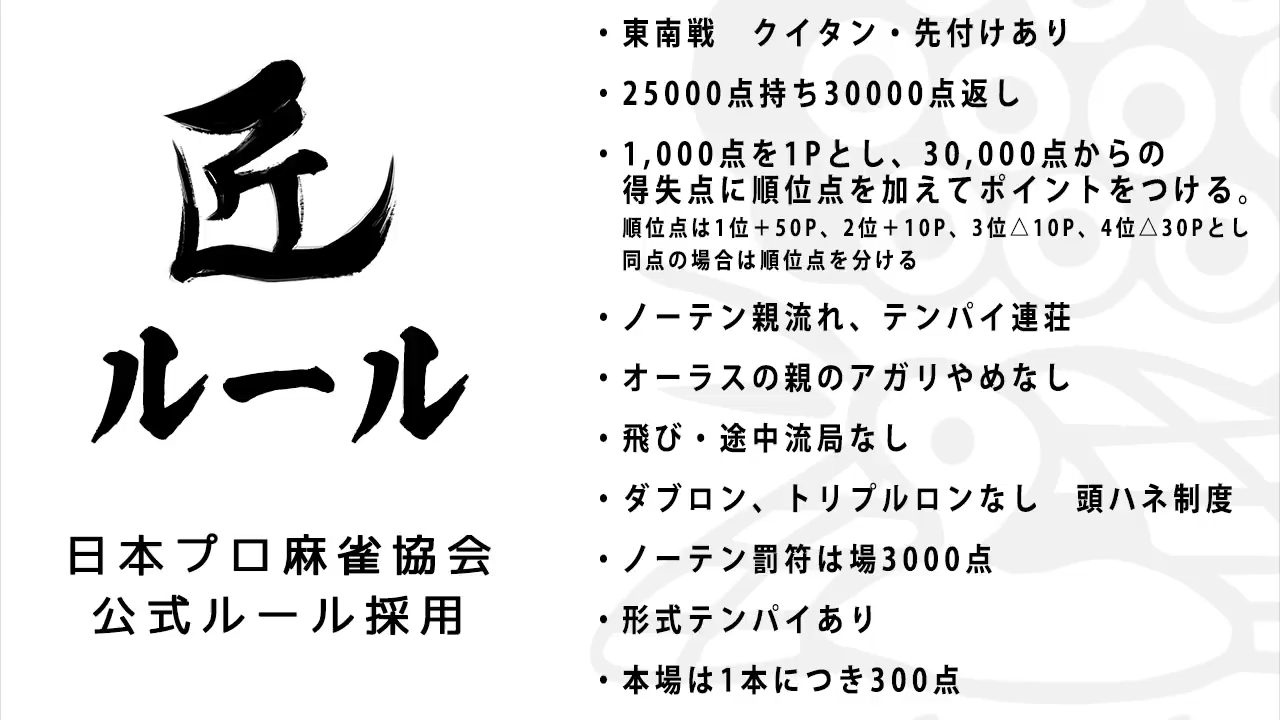 匠
ルール
日本プロ麻雀協会
公式ルール採用
・東南戦　クイタン・先付けあり
・25000点持ち30000点返し
・1,000点を1Pとし、30,000点からの
得失点に順位点を加えてポイントをつける。
順位点は1位＋50P、2位＋10P、3位△10P、4位△30Pとし
同点の場合は順位点を分ける
・ノーテン親流れ、テンパイ連荘
・オーラスの親のアガリやめなし
・飛び・途中流局なし
・ダブロン、トリプルロンなし　頭ハネ制度
・ノーテン罰符は場3000点
・形式テンパイあり
・本場は1本につき300点